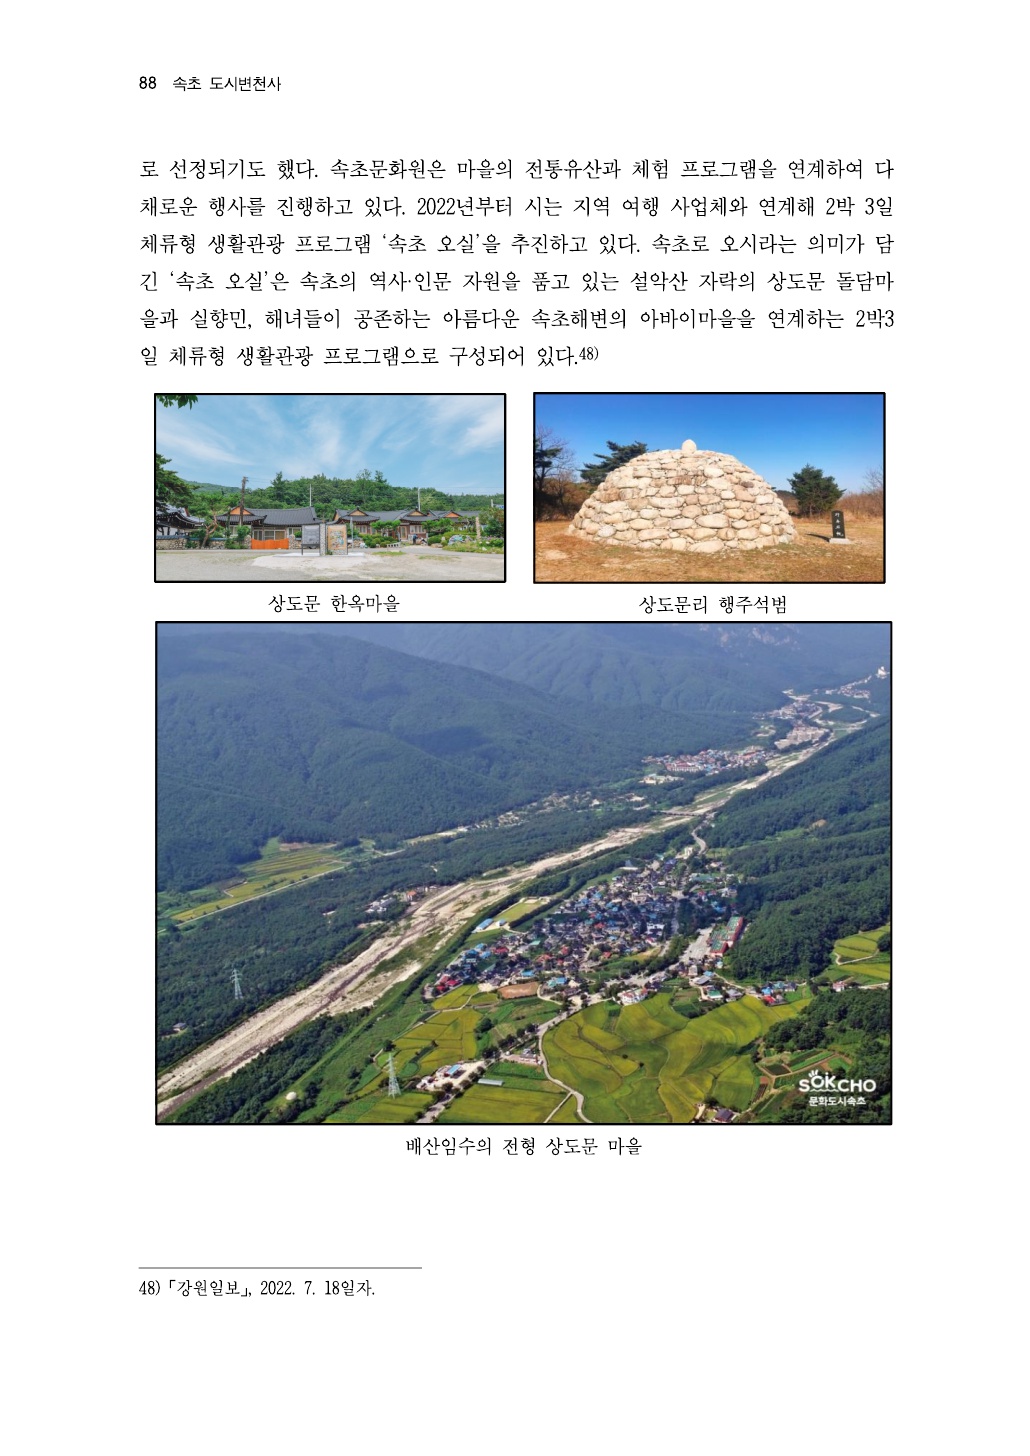 88 속초 도시변천사
로 선정되기도 했다. 속초문화원은 마을의 전통유산과 체험 프로그램을 연계하여 다
채로운 행사를 진행하고 있다. 2022년부터 시는 지역 여행 사업체와 연계해 2박 3일
체류형 생활관광 프로그램 ‘속초 오실’을 추진하고 있다. 속초로 오시라는 의미가 담
긴 ‘속초 오실’은 속초의 역사·인문 자원을 품고 있는 설악산 자락의 상도문 돌담마
을과 실향민, 해녀들이 공존하는 아름다운 속초해변의 아바이마을을 연계하는 2박3
일 체류형 생활관광 프로그램으로 구성되어 있다.48)
상도문 한옥마을
상도문리 행주석범
SOKCHO
문화도시속초
배산임수의 전형 상도문 마을
48)「강원일보」, 2022. 7. 18일자.